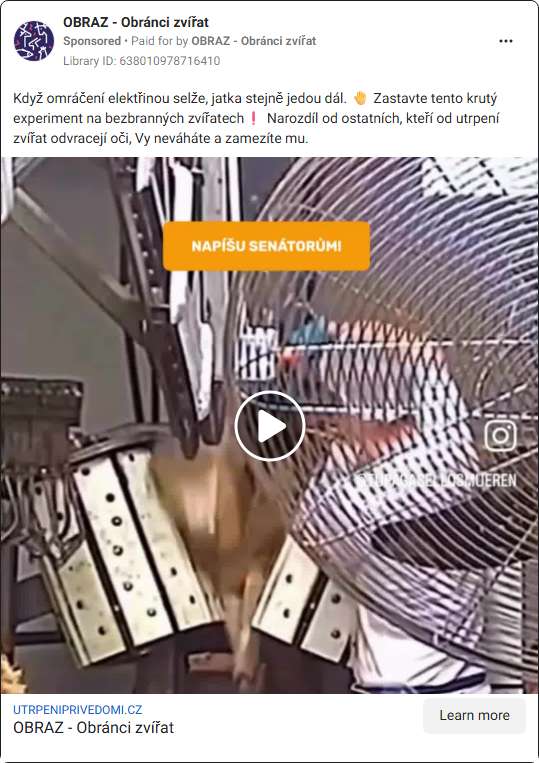 OBRAZ - Obránci zvířat
Sponsored • Paid for by OBRAZ - Obránci zvířat
Library ID: 638010978716410
Když omráčení elektřinou selže, jatka stejně jedou dál. 🤚 Zastavte tento krutý
experiment na bezbranných zvířatech❗ Narozdíl od ostatních, kteří od utrpení
zvířat odvracejí oči, Vy neváháte a zamezíte mu.
NAPÍŠU SENÁTORŮM!
UTRPENIPRIVEDOMI.CZ
OBRAZ - Obránci zvířat
Learn more